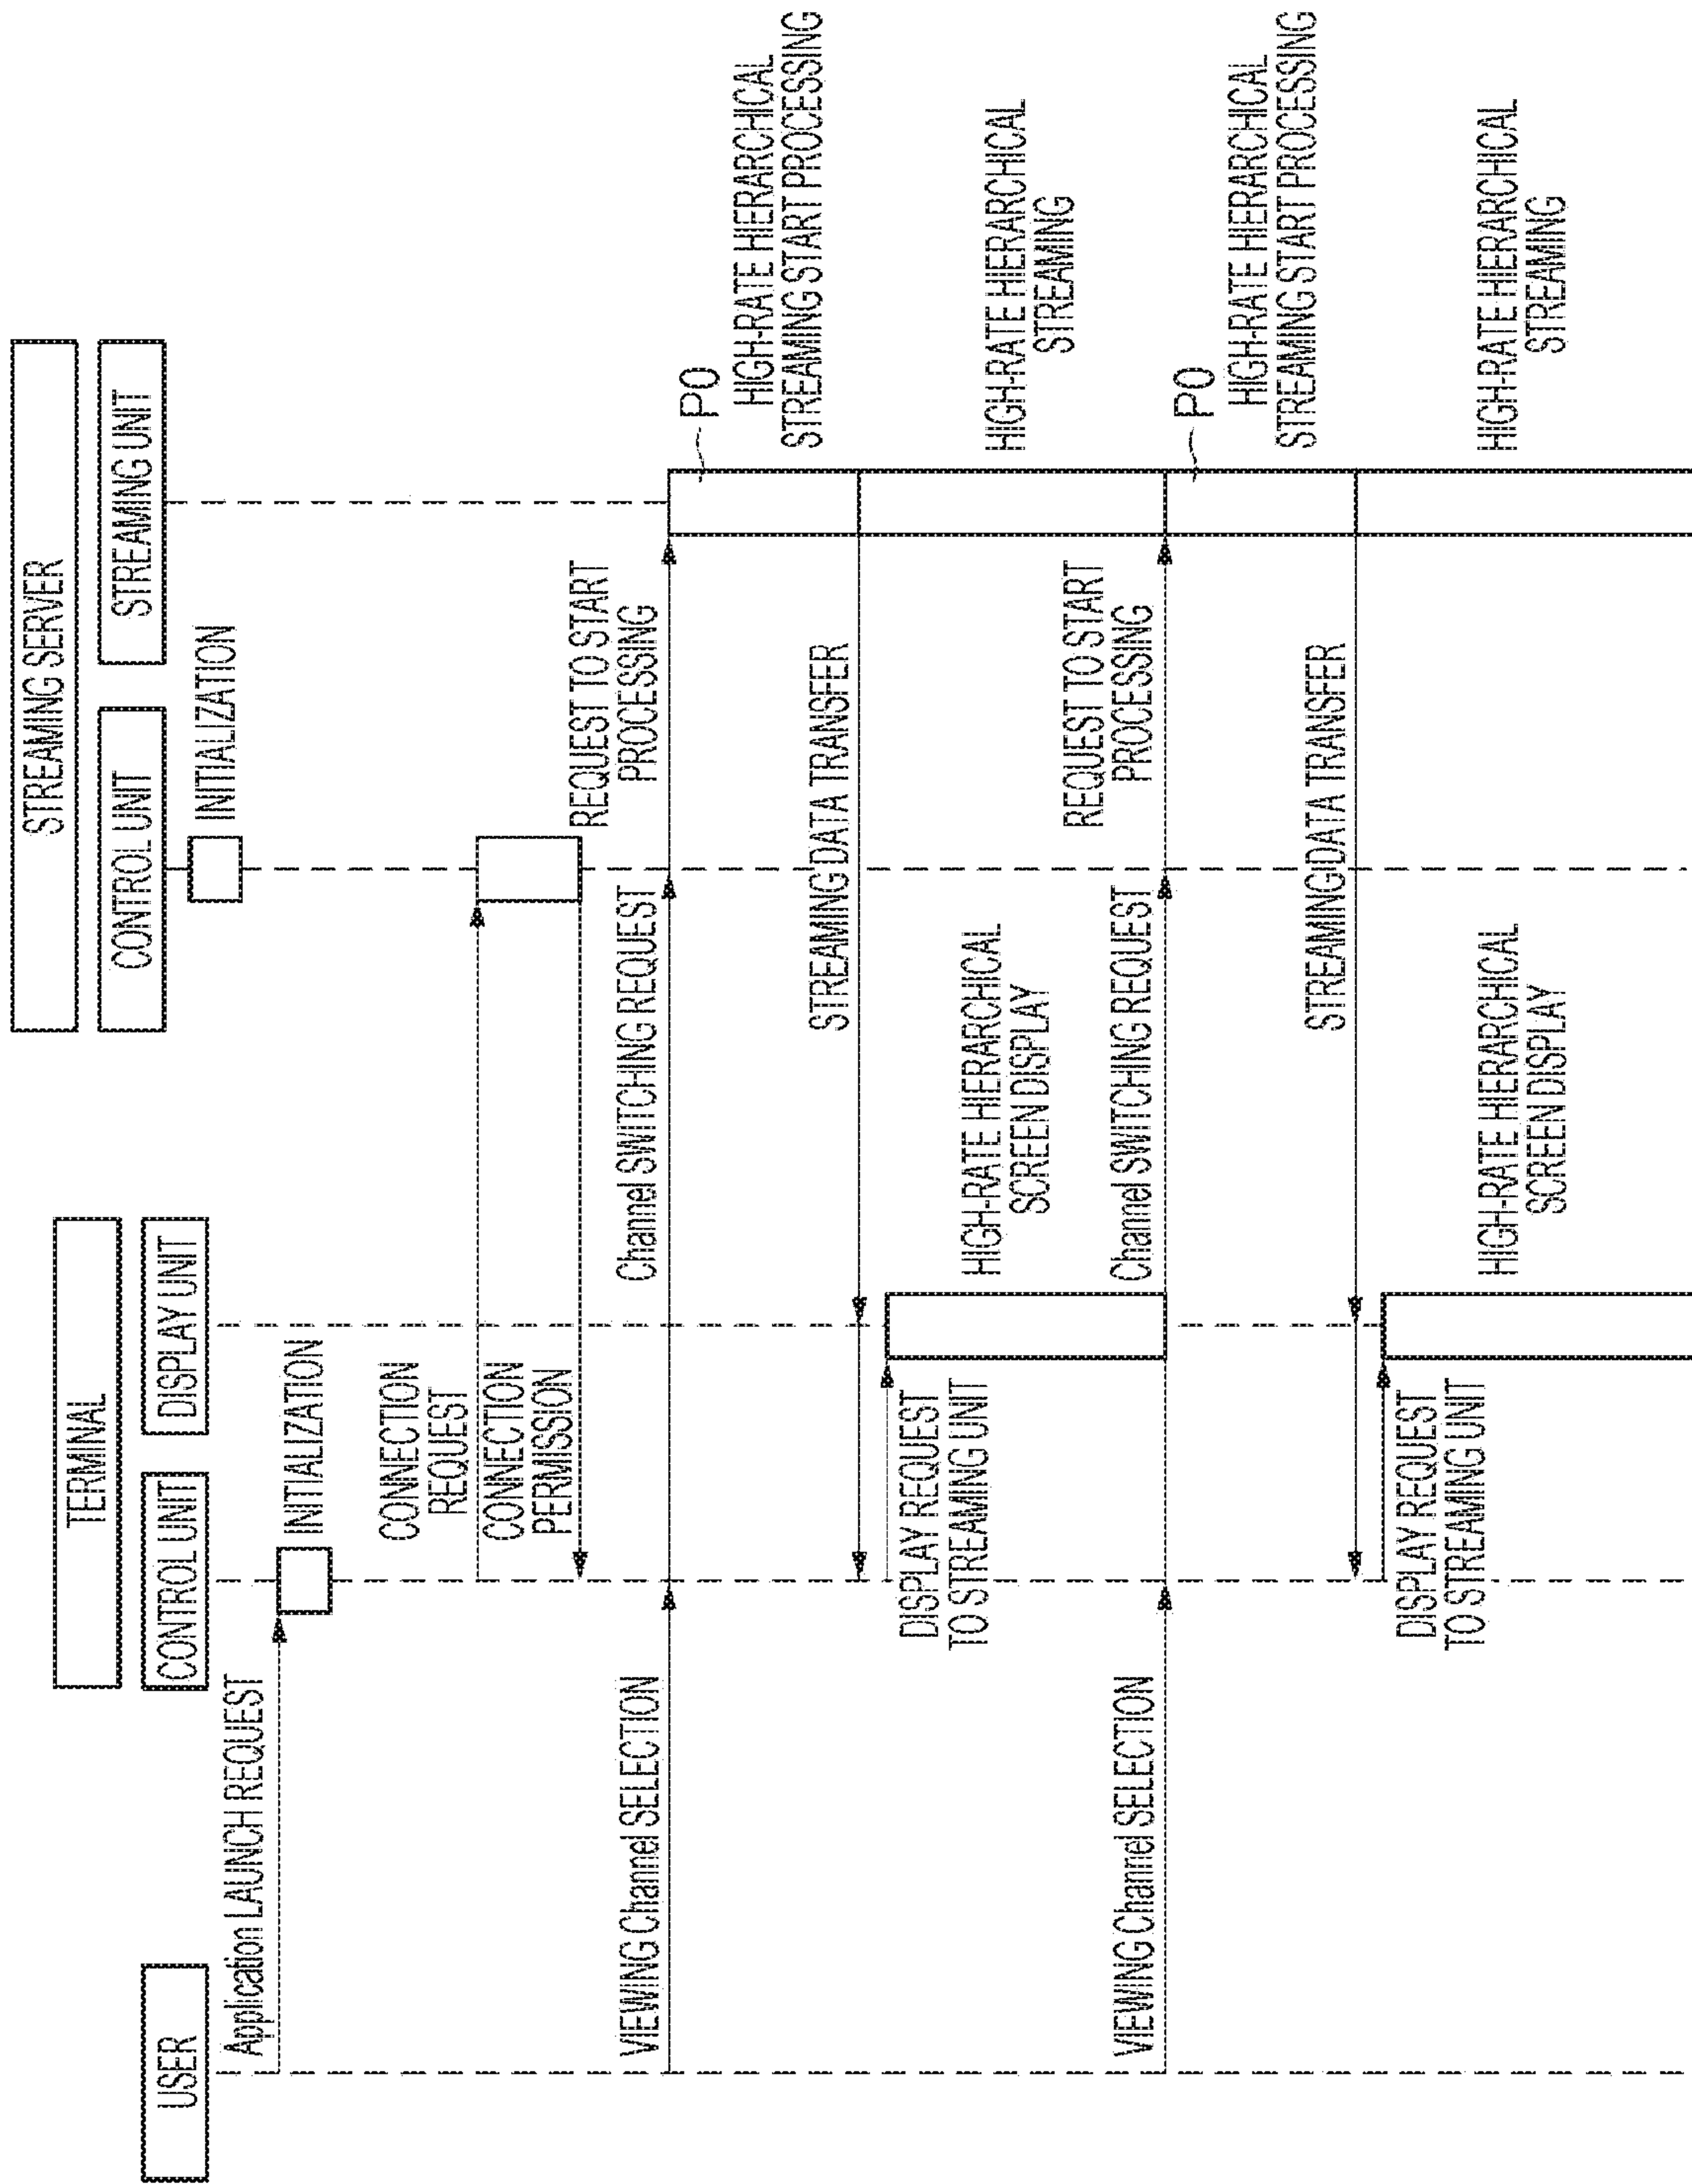 STREAMING SERVER
TERMINAL
CONTROL UNIT
STREAMING UNIT
USER
CONTROL UNIT
DISPLAY UNIT
INITIALIZATION
Application LAUNCH REQUEST
INITIALIZATION
CONNECTION
REQUEST
CONNECTION
PERMISSION
VIEWING Channel SELECTION
Channel SWITCHING REQUEST
REQUEST TO START
PROCESSING
P0
HIGH-RATE HIERARCHICAL
STREAMING START PROCESSING
STREAMING DATA TRANSFER
DISPLAY REQUEST
TO STREAMING UNIT
HIGH-RATE HIERARCHICAL
SCREEN DISPLAY
HIGH-RATE HIERARCHICAL
STREAMING
VIEWING Channel SELECTION
Channel SWITCHING REQUEST
REQUEST TO START
PROCESSING
P0
HIGH-RATE HIERARCHICAL
STREAMING START PROCESSING
STREAMING DATA TRANSFER
DISPLAY REQUEST
TO STREAMING UNIT
HIGH-RATE HIERARCHICAL
SCREEN DISPLAY
HIGH-RATE HIERARCHICAL
STREAMING